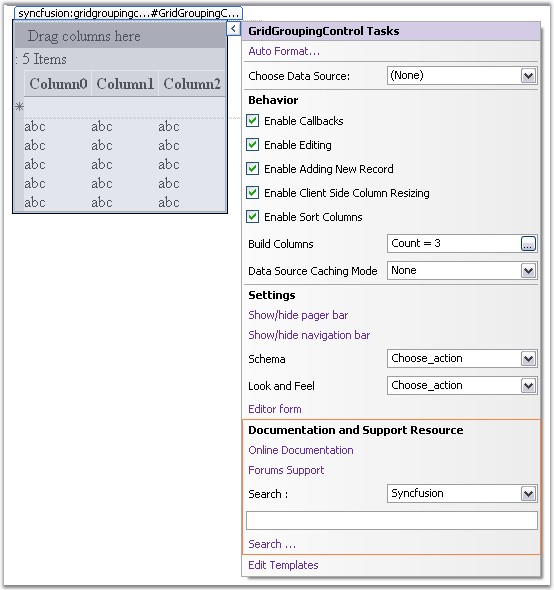 syncfusion:gridgroupingc...#GridGroupingC...
Drag columns here
: 5 Items
Column0 Column1 Column2
*
abc abc abc
abc abc abc
abc abc abc
abc abc abc
abc abc abc
GridGroupingControl Tasks
Auto Format...
Choose Data Source: (None)
Behavior
Enable Callbacks
Enable Editing
Enable Adding New Record
Enable Client Side Column Resizing
Enable Sort Columns
Build Columns Count = 3 ...
Data Source Caching Mode None
Settings
Show/hide pager bar
Show/hide navigation bar
Schema Choose_action
Look and Feel Choose_action
Editor form
Documentation and Support Resource
Online Documentation
Forums Support
Search : Syncfusion
Search ...
Edit Templates